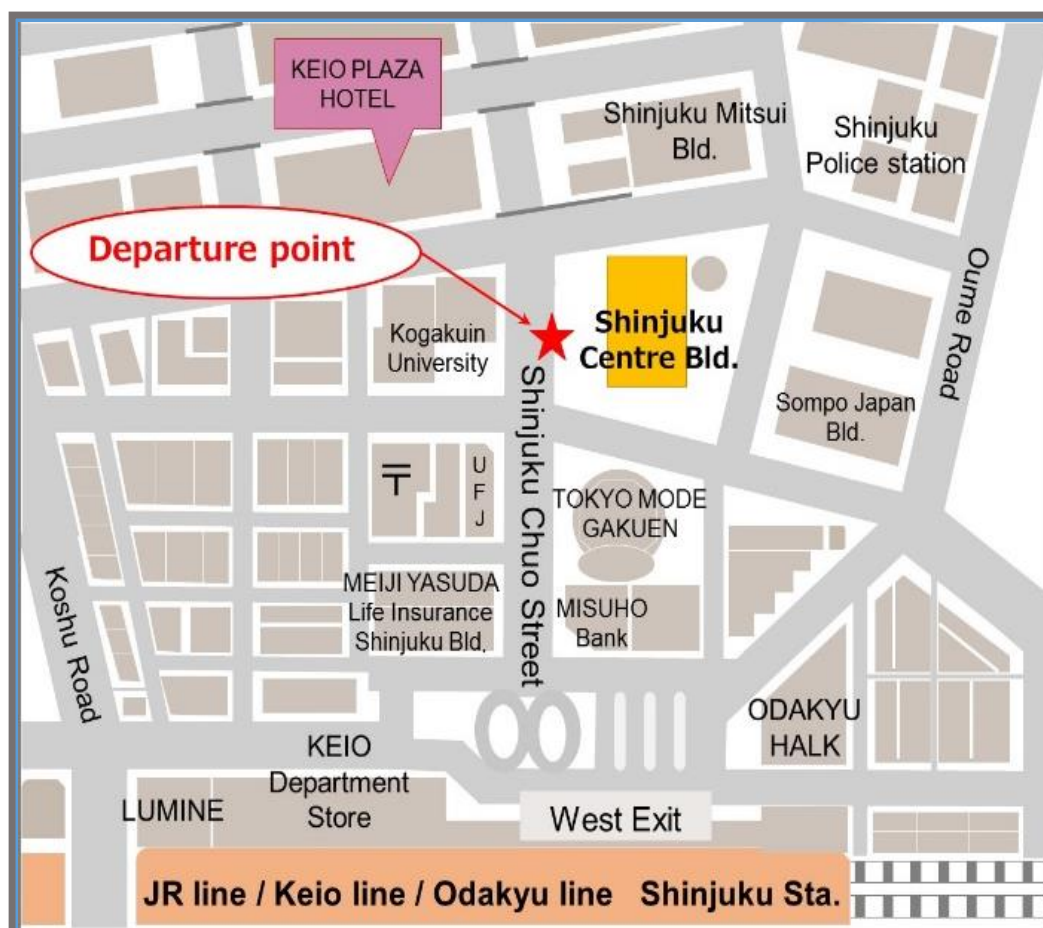 KEIO PLAZA
HOTEL
Shinjuku Mitsui
Bld.
Shinjuku
Police station
Departure point
Oume Road
Kogakuin
University
Shinjuku
Centre Bld.
Shinjuku Chuo Street
Sompo Japan
Bld.
〒
UFJ
TOKYO MODE
GAKUEN
Koshu Road
MEIJI YASUDA
Life Insurance
Shinjuku Bld.
MISUHO
Bank
ODAKYU
HALK
KEIO
Department
Store
LUMINE
West Exit
JR line / Keio line / Odakyu line Shinjuku Sta.